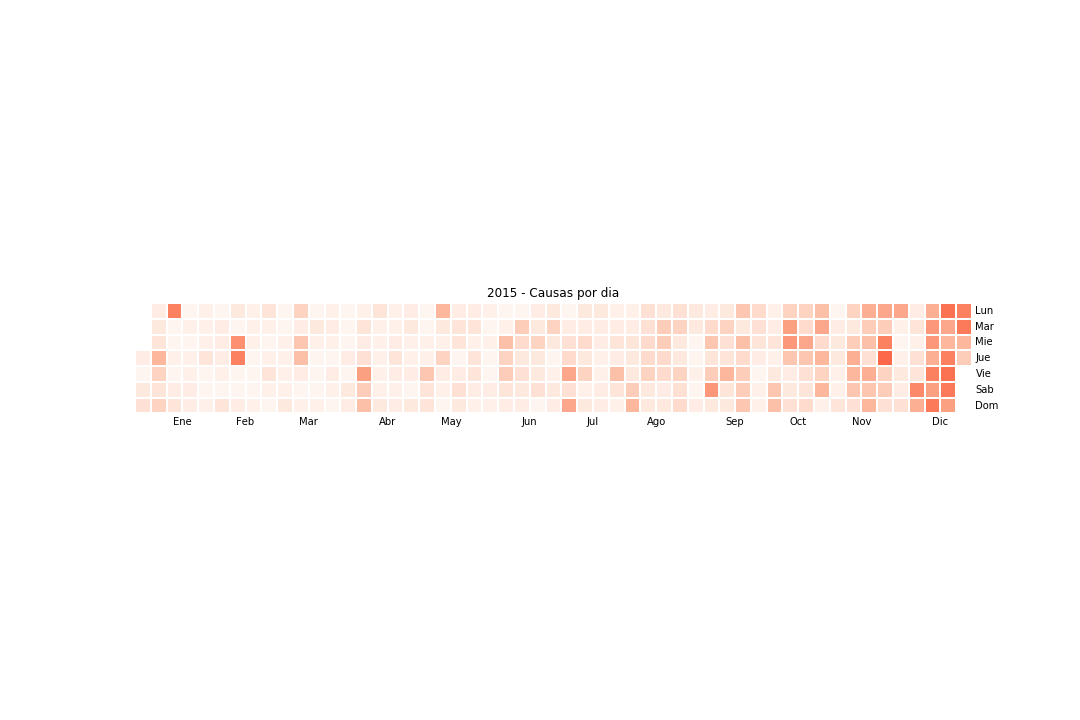 2015 - Causas por dia
Lun
Mar
Mie
Jue
Vie
Sab
Dom
Ene Feb Mar Abr May Jun Jul Ago Sep Oct Nov Dic